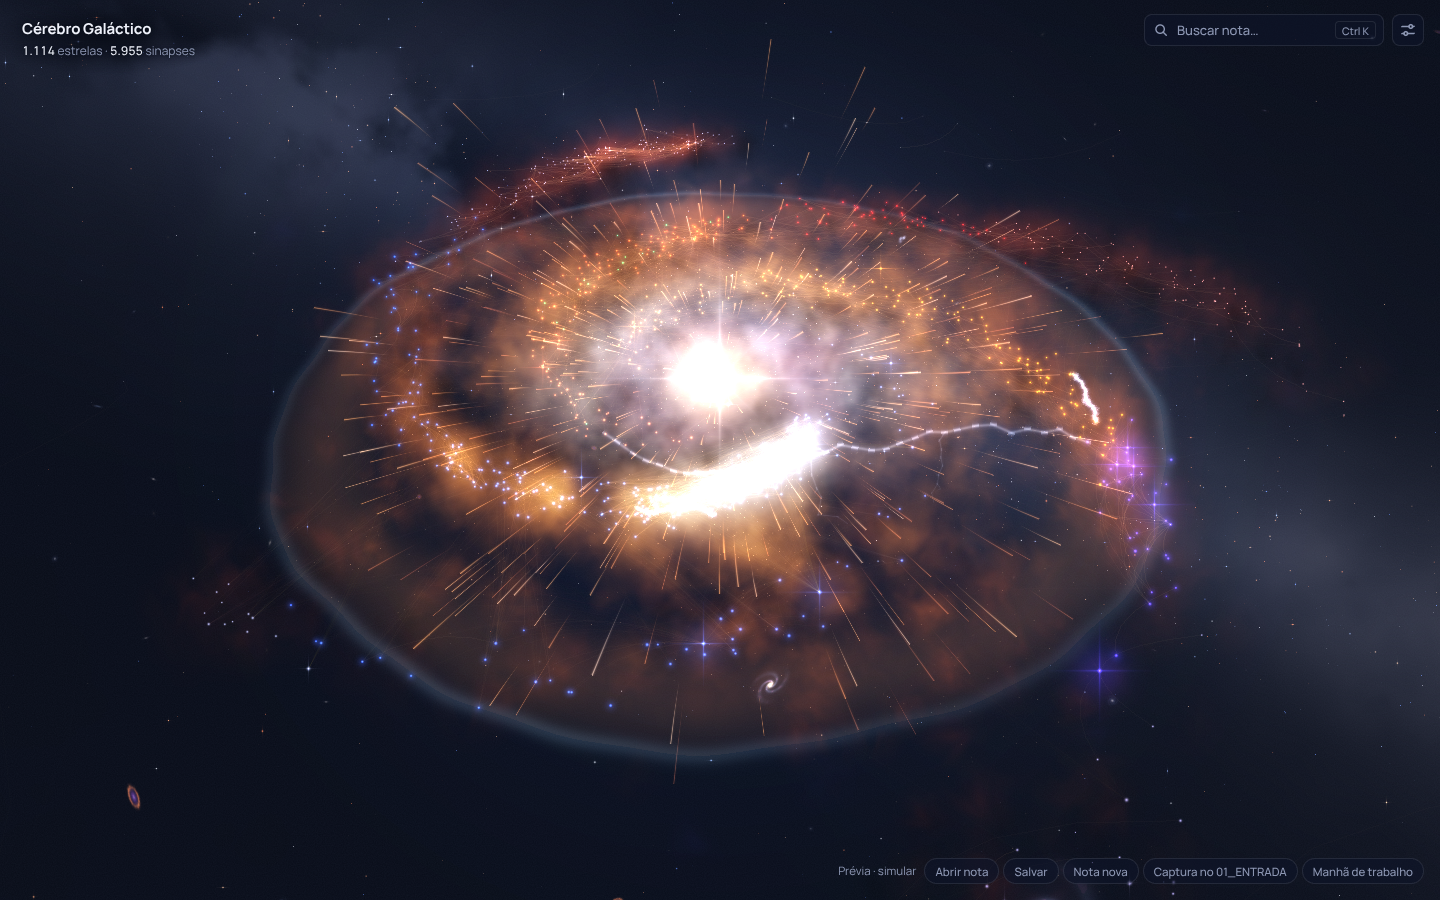 Cérebro Galáctico
1.114 estrelas · 5.955 sinapses
Buscar nota... Ctrl K
Prévia · simular Abrir nota Salvar Nota nova Captura no 01_ENTRADA Manhã de trabalho